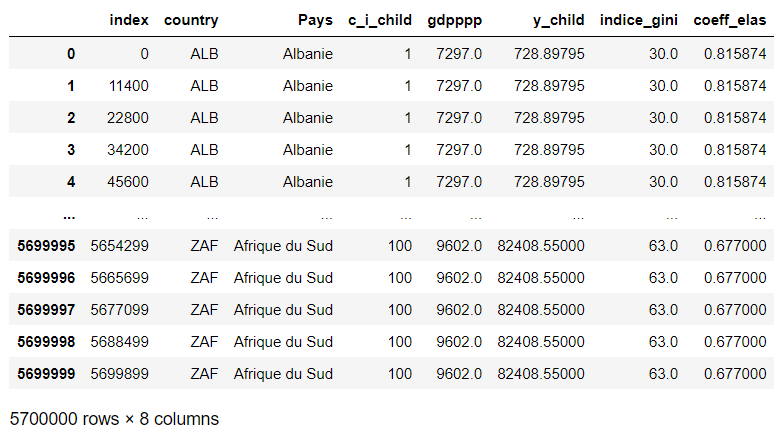 index country Pays c_i_child gdpppp y_child indice_gini coeff_elas
0 0 ALB Albanie 1 7297.0 728.89795 30.0 0.815874
1 11400 ALB Albanie 1 7297.0 728.89795 30.0 0.815874
2 22800 ALB Albanie 1 7297.0 728.89795 30.0 0.815874
3 34200 ALB Albanie 1 7297.0 728.89795 30.0 0.815874
4 45600 ALB Albanie 1 7297.0 728.89795 30.0 0.815874
... ... ... ... ... ... ... ... ...
5699995 5654299 ZAF Afrique du Sud 100 9602.0 82408.55000 63.0 0.677000
5699996 5665699 ZAF Afrique du Sud 100 9602.0 82408.55000 63.0 0.677000
5699997 5677099 ZAF Afrique du Sud 100 9602.0 82408.55000 63.0 0.677000
5699998 5688499 ZAF Afrique du Sud 100 9602.0 82408.55000 63.0 0.677000
5699999 5699899 ZAF Afrique du Sud 100 9602.0 82408.55000 63.0 0.677000
5700000 rows × 8 columns